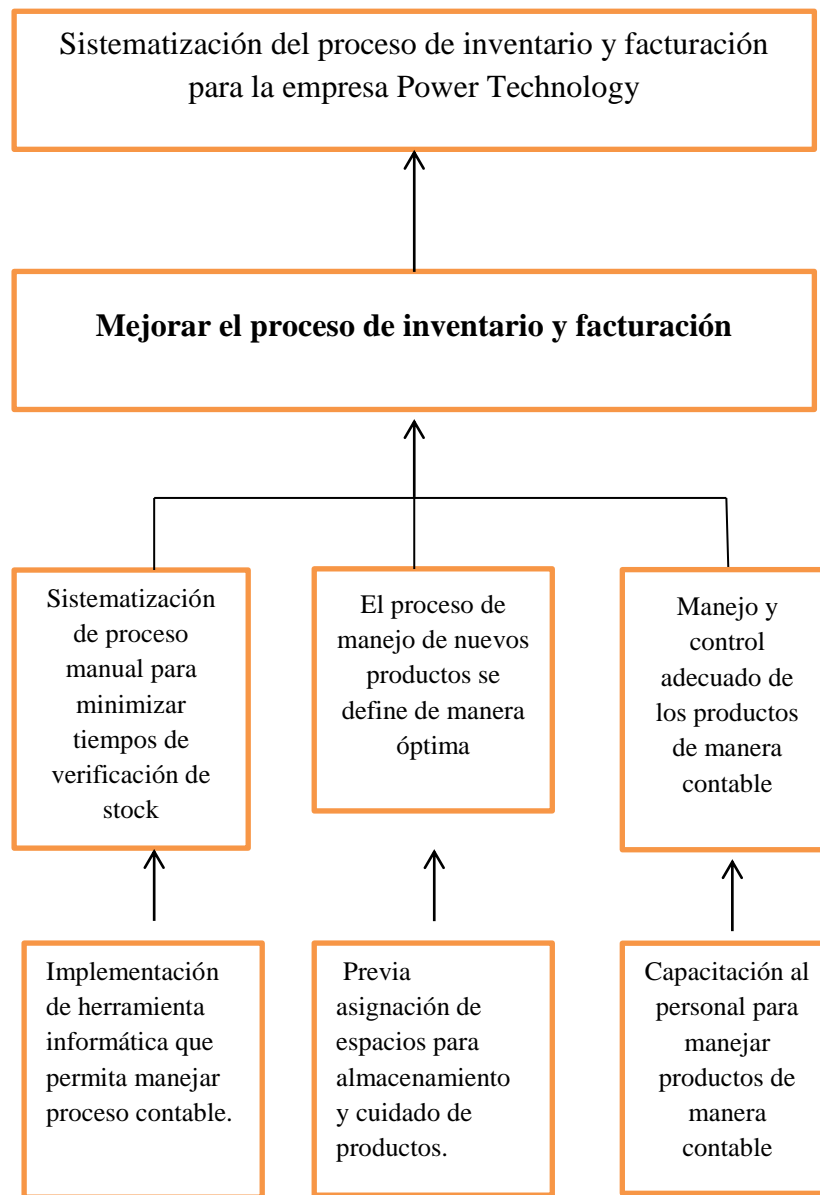 Sistematización del proceso de inventario y facturación
para la empresa Power Technology
Mejorar el proceso de inventario y facturación
Sistematización
de proceso
manual para
minimizar
tiempos de
verificación de
stock
El proceso de
manejo de nuevos
productos se
define de manera
óptima
Manejo y
control
adecuado de
los productos
de manera
contable
Implementación
de herramienta
informática que
permita manejar
proceso contable.
Previa
asignación de
espacios para
almacenamiento
y cuidado de
productos.
Capacitación al
personal para
manejar
productos de
manera
contable